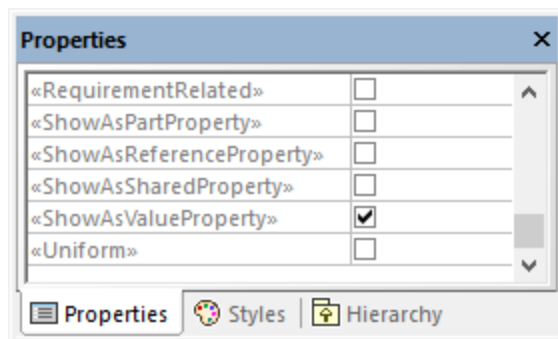 Properties
«RequirementRelated»
«ShowAsPartProperty»
«ShowAsReferenceProperty»
«ShowAsSharedProperty»
«ShowAsValueProperty»
«Uniform»
Properties Styles Hierarchy